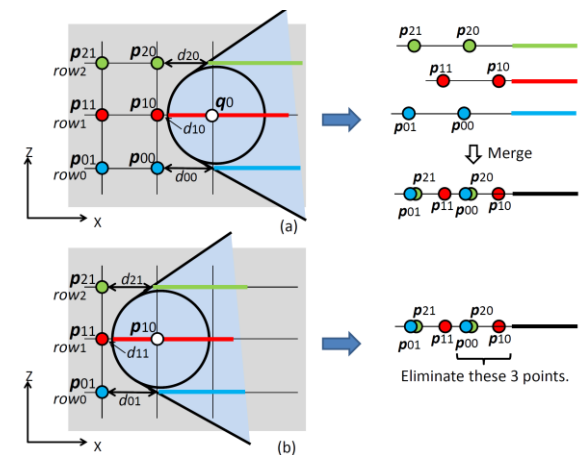 p21 p20 d20
row2
p11 p10 q0
row1 d10
p01 p00
row0 d00
Z
X
(a)
p21 p20
p11 p10
p01 p00
Merge
p21 p20
p01 p11 p00 p10
p21 d21
row2
p11 p10
row1 d11
p01
row0 d01
Z
X
(b)
p21 p20
p01 p11 p00 p10
Eliminate these 3 points.